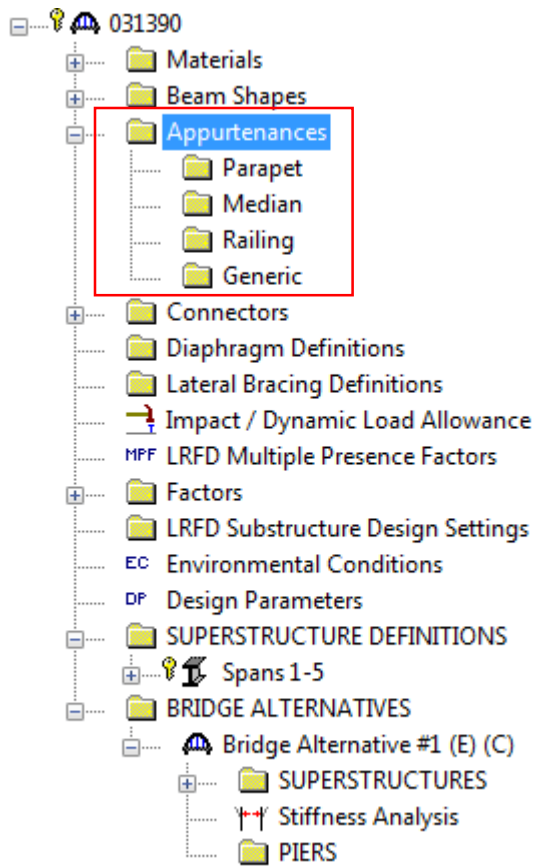 031390
Materials
Beam Shapes
Appurtenances
Parapet
Median
Railing
Generic
Connectors
Diaphragm Definitions
Lateral Bracing Definitions
T Impact / Dynamic Load Allowance
MPF LRFD Multiple Presence Factors
Factors
LRFD Substructure Design Settings
EC Environmental Conditions
DP Design Parameters
SUPERSTRUCTURE DEFINITIONS
Spans 1-5
BRIDGE ALTERNATIVES
Bridge Alternative #1 (E) (C)
SUPERSTRUCTURES
Stiffness Analysis
PIERS